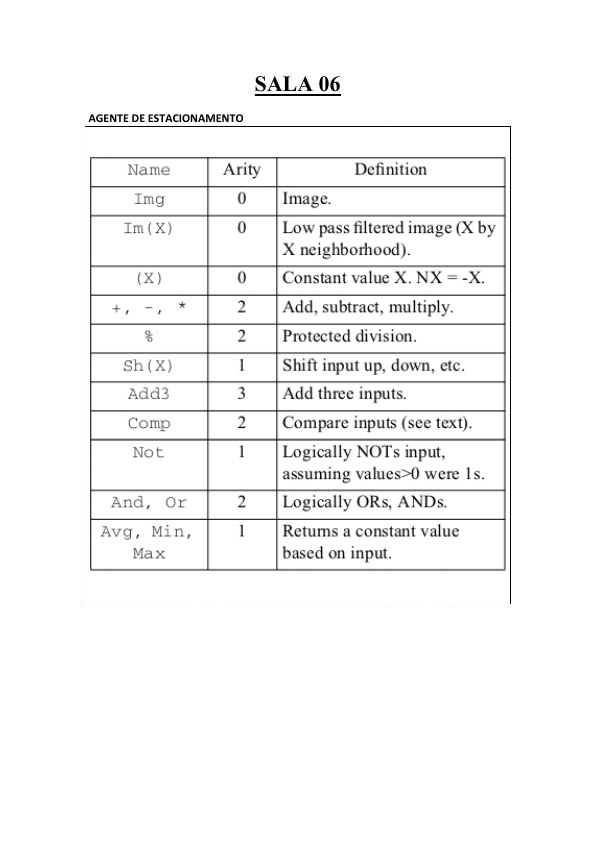 SALA 06
AGENTE DE ESTACIONAMENTO
Name Arity Definition
Img 0 Image.
Im(X) 0 Low pass filtered image (X by
X neighborhood).
(X) 0 Constant value X. NX = -X.
+, -, * 2 Add, subtract, multiply.
% 2 Protected division.
Sh(X) 1 Shift input up, down, etc.
Add3 3 Add three inputs.
Comp 2 Compare inputs (see text).
Not 1 Logically NOTs input,
assuming values>0 were 1s.
And, Or 2 Logically ORs, ANDs.
Avg, Min, 1 Returns a constant value
Max based on input.